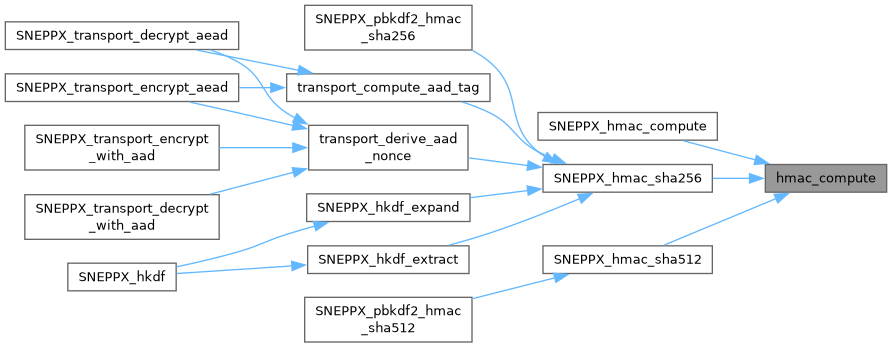 SNEPPX_transport_decrypt_aead
SNEPPX_pbkdf2_hmac
_sha256
SNEPPX_transport_encrypt_aead
transport_compute_aad_tag
SNEPPX_hmac_compute
SNEPPX_transport_encrypt
_with_aad
transport_derive_aad
_nonce
SNEPPX_hmac_sha256
hmac_compute
SNEPPX_transport_decrypt
_with_aad
SNEPPX_hkdf_expand
SNEPPX_hkdf
SNEPPX_hkdf_extract
SNEPPX_hmac_sha512
SNEPPX_pbkdf2_hmac
_sha512